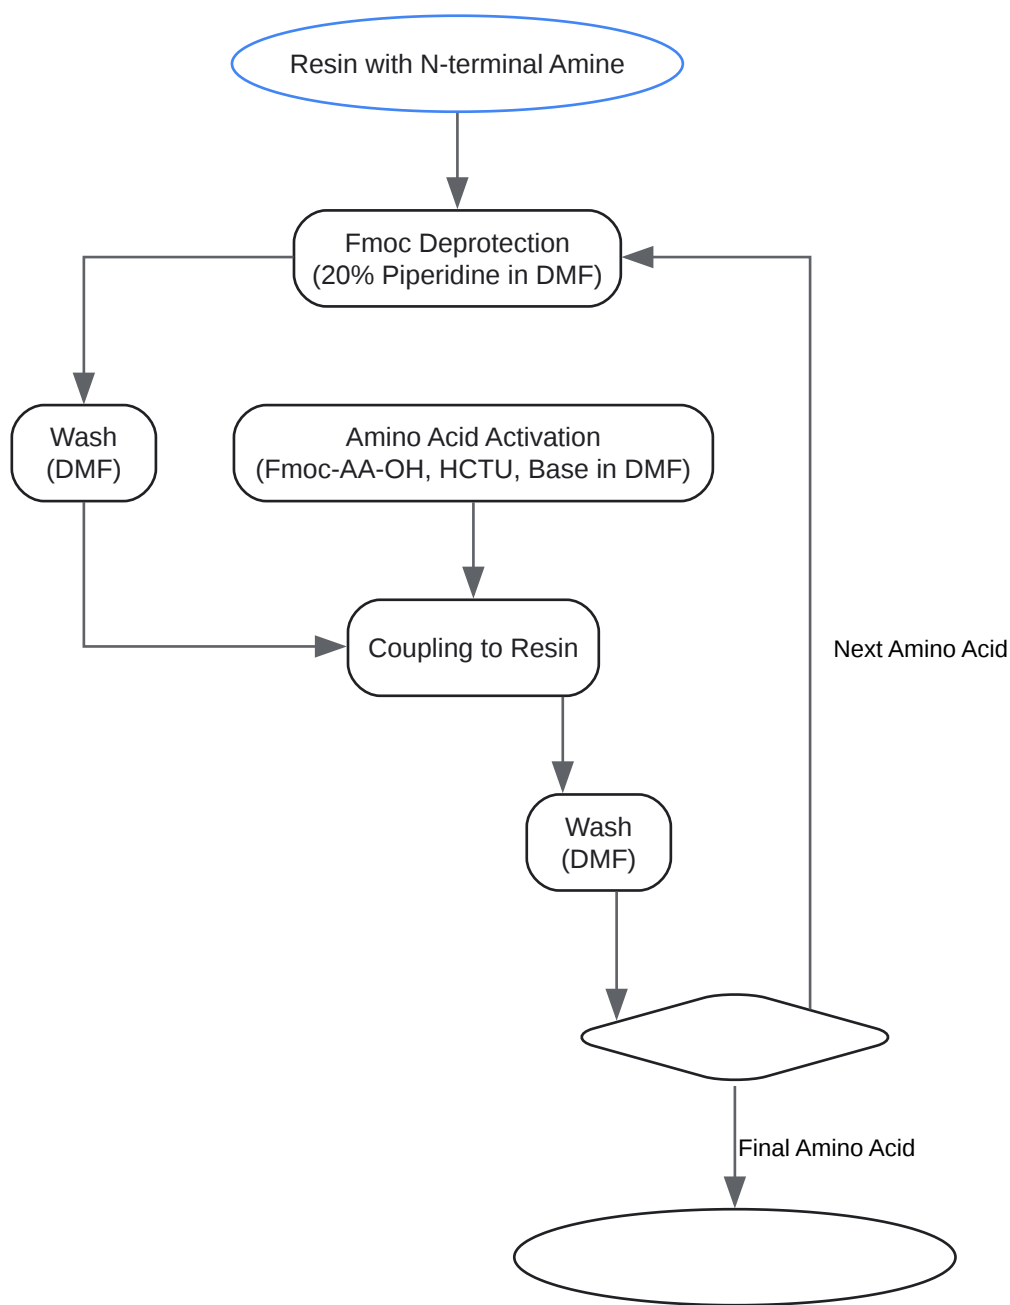 Resin with N-terminal Amine
Fmoc Deprotection
(20% Piperidine in DMF)
Wash
(DMF)
Amino Acid Activation
(Fmoc-AA-OH, HCTU, Base in DMF)
Coupling to Resin
Next Amino Acid
Wash
(DMF)
Final Amino Acid